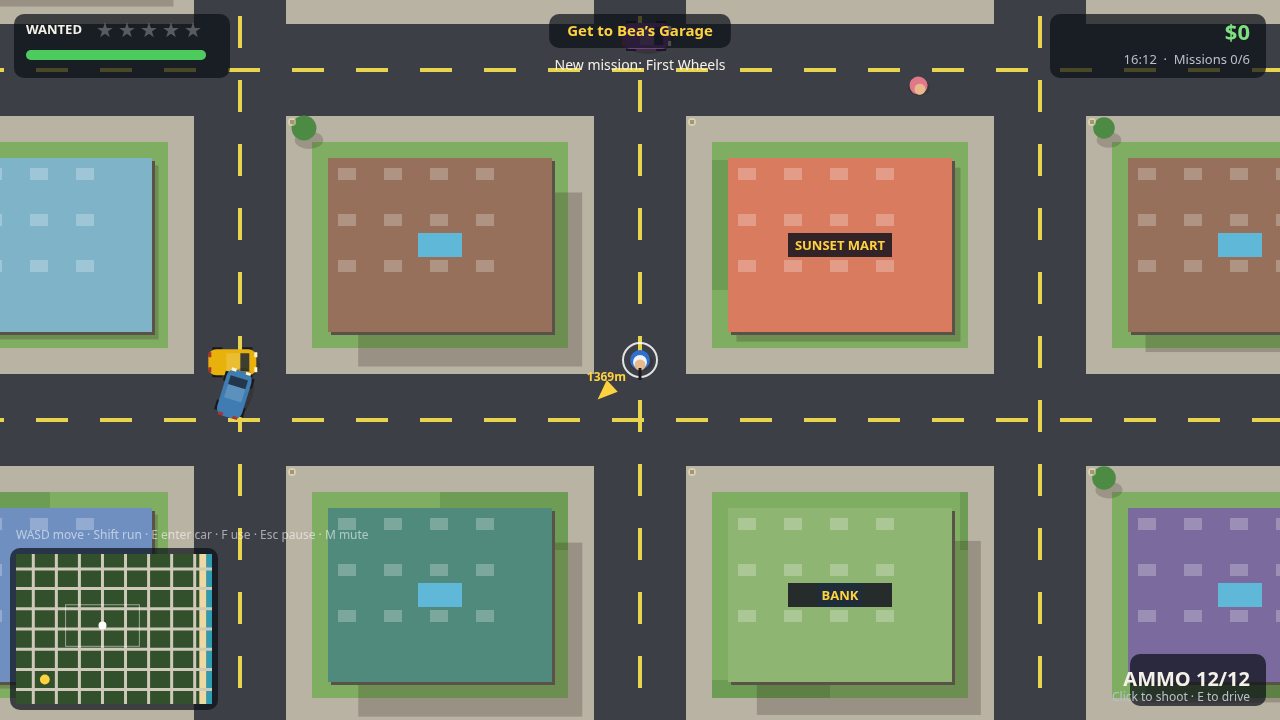 WANTED ★★★★★
Get to Bea's Garage
New mission: First Wheels
$0
16:12 · Missions 0/6
SUNSET MART
1369m
BANK
WASD move · Shift run · E enter car · F use · Esc pause · M mute
AMMO 12/12
Click to shoot · E to drive